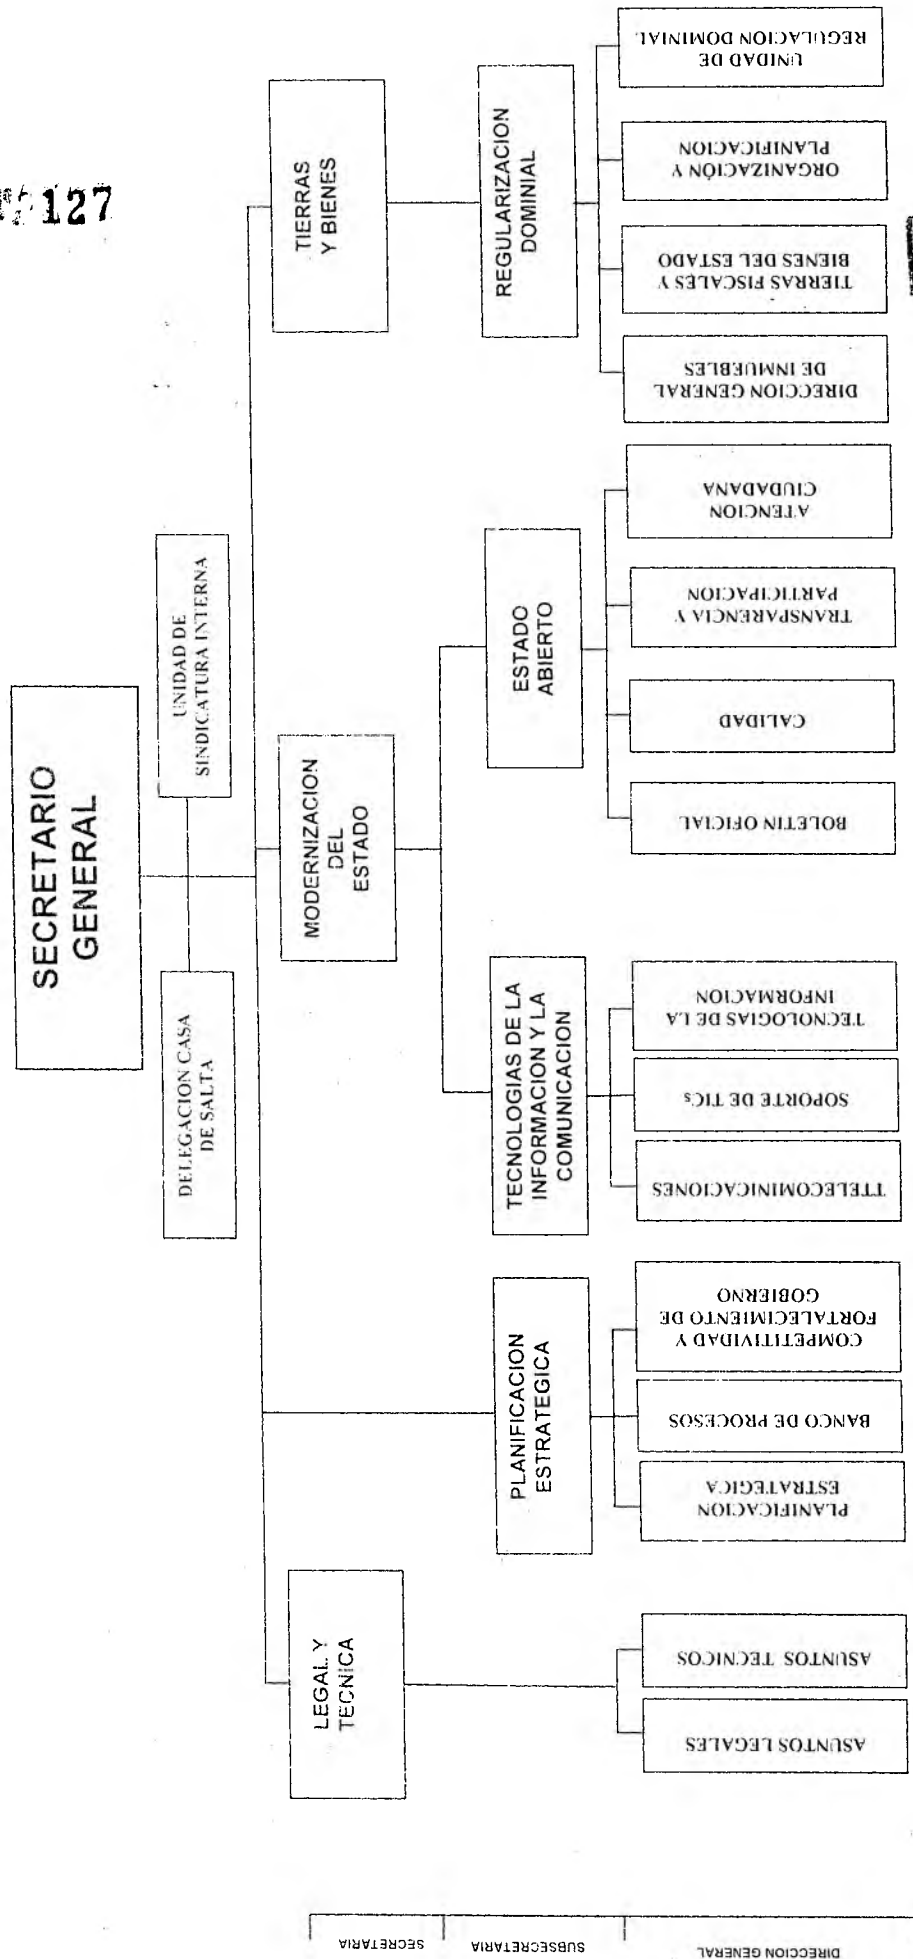 127
SECRETARIO
GENERAL
DELEGACION CASA
DE SALTA
UNIDAD DE
SINDICATURA INTERNA
LEGAL Y
TECNICA
MODERNIZACION
DEL
ESTADO
TIERRAS
Y BIENES
PLANIFICACION
ESTRATEGICA
TECNOLOGIAS DE LA
INFORMACION Y LA
COMUNICACION
ESTADO
ABIERTO
REGULARIZACION
DOMINIAL
ASUNTOS LEGALES
ASUNTOS TECNICOS
PLANIFICACION
ESTRATEGICA
BANCO DE PROCESOS
COMPETITIVIDAD Y
FORTALECIMIENTO DE
GOBIERNO
TTELECOMINICACIONES
SOPORTE DE TICs
TECNOLOGIAS DE LA
INFORMACION
BOLETIN OFICIAL
CALIDAD
TRANSPARENCIA Y
PARTICIPACION
ATENCION
CIUDADANA
DIRECCION GENERAL
DE INMUEBLES
TIERRAS FISCALES Y
BIENES DEL ESTADO
ORGANIZACIÓN Y
PLANIFICACION
UNIDAD DE
REGULACION DOMINIAL
SECRETARIA
SUBSECRETARIA
DIRECCION GENERAL